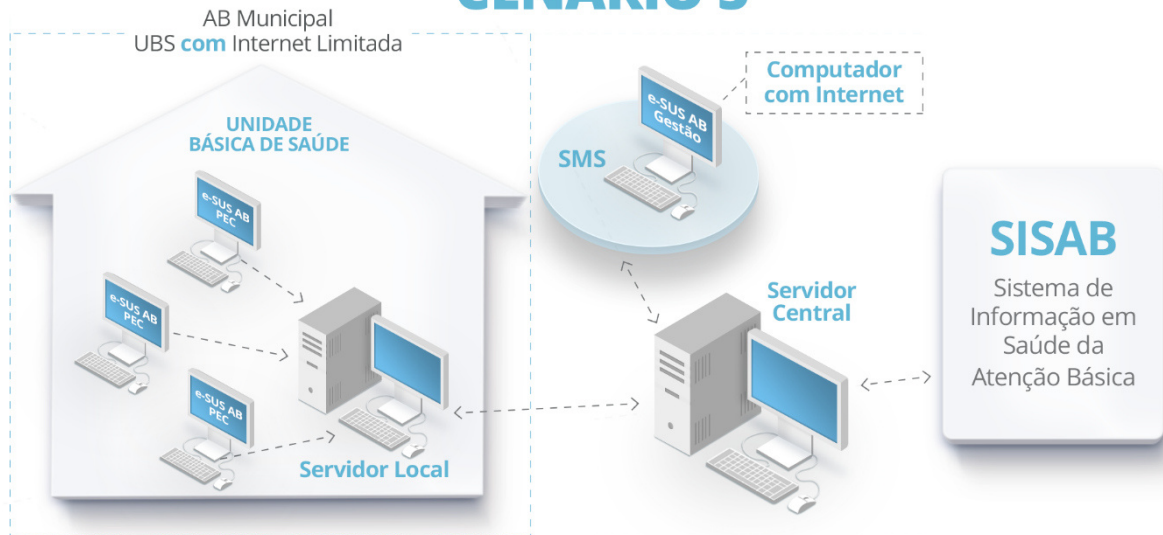 CENÁRIO 5
AB Municipal
UBS com Internet Limitada
UNIDADE
BÁSICA DE SAÚDE
e-SUS AB
PEC
e-SUS AB
PEC
e-SUS AB
PEC
Servidor Local
e-SUS AB
Gestão
SMS
Computador
com Internet
Servidor
Central
SISAB
Sistema de
Informação em
Saúde da
Atenção Básica